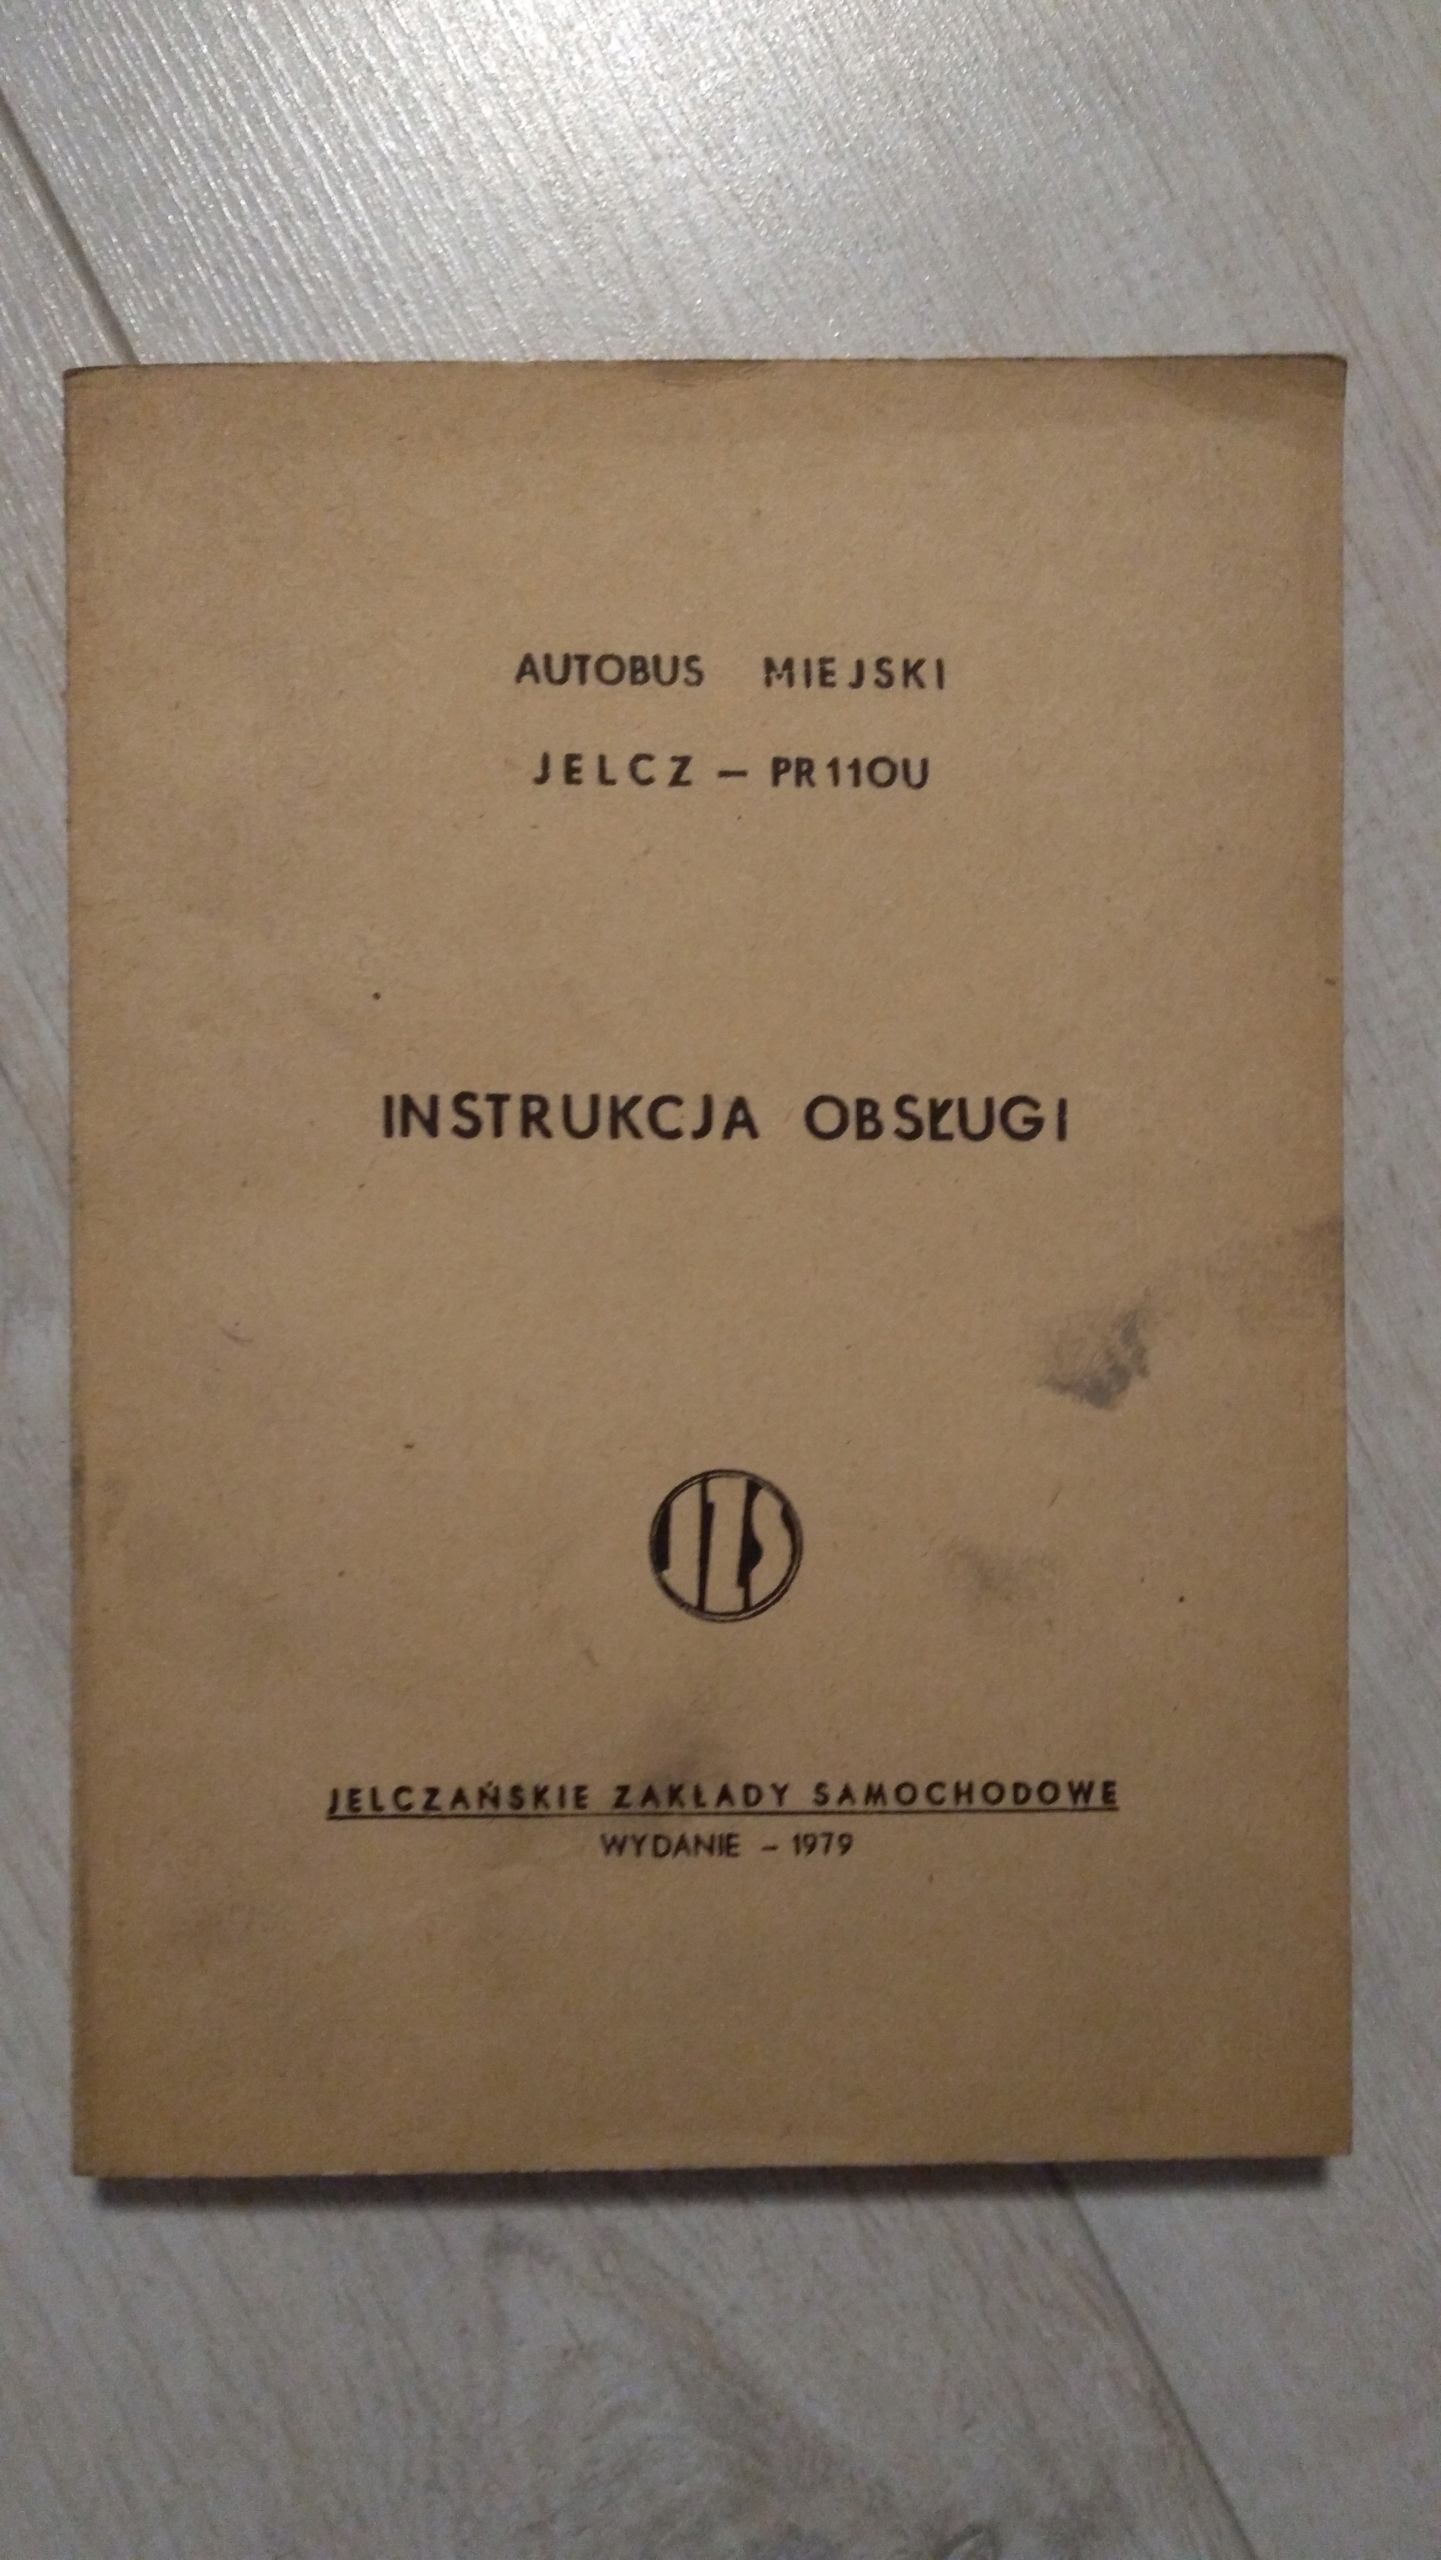 AUTOBUS MIEJSKI
JELCZ – PR110U
INSTRUKCJA OBSŁUGI
JELCZAŃSKIE ZAKŁADY SAMOCHODOWE
WYDANIE – 1979